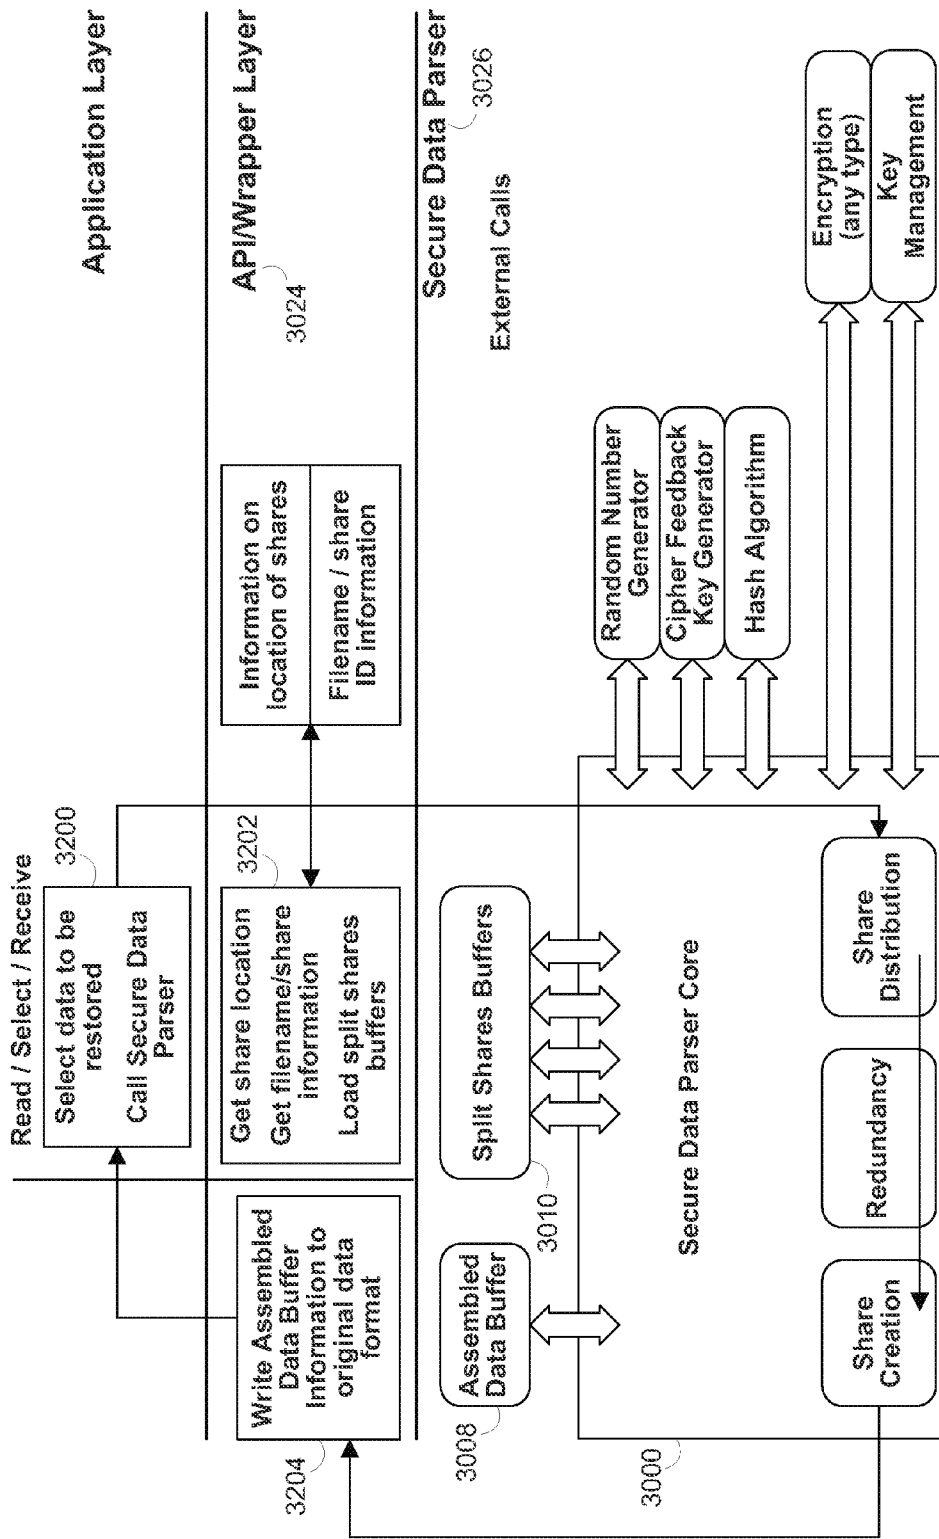 Read / Select / Receive
Application Layer
3200
Select data to be
restored
Call Secure Data
Parser
API/Wrapper Layer
3024
Write Assembled
Data Buffer
Information to
original data
format
3204
3202
Get share location
Get filename/share
information
Load split shares
buffers
Information on
location of shares
Filename / share
ID information
Secure Data Parser
3026
External Calls
Assembled
Data Buffer
3008
Split Shares Buffers
3010
3000
Secure Data Parser Core
Random Number
Generator
Cipher Feedback
Key Generator
Hash Algorithm
Share
Creation
Redundancy
Share
Distribution
Encryption
(any type)
Key
Management